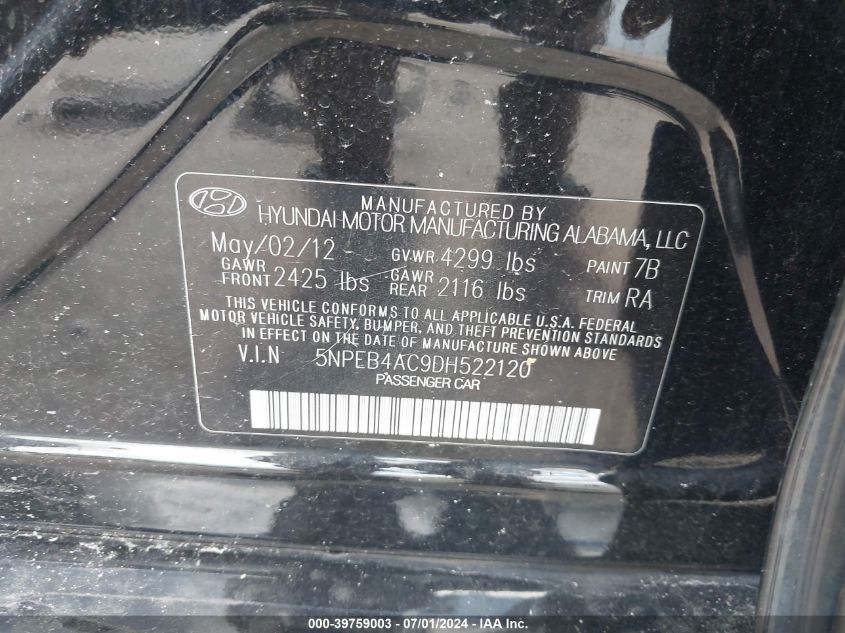 MANUFACTURED BY
HYUNDAI MOTOR MANUFACTURING ALABAMA, LLC
May/02/12 GVWR 4299 lbs PAINT 7B
GAWR FRONT 2425 lbs GAWR REAR 2116 lbs TRIM RA
THIS VEHICLE CONFORMS TO ALL APPLICABLE U.S.A. FEDERAL
MOTOR VEHICLE SAFETY, BUMPER, AND THEFT PREVENTION STANDARDS
IN EFFECT ON THE DATE OF MANUFACTURE SHOWN ABOVE
V.I.N 5NPEB4AC9DH522120
PASSENGER CAR
000-39759003 - 07/01/2024 - IAA Inc.